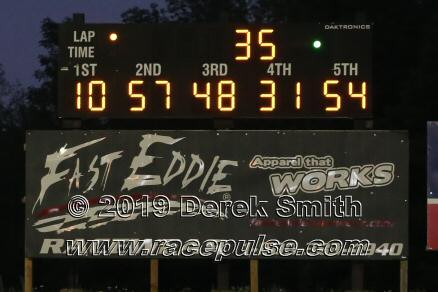 LAP
TIME
35
DAKTRONICS
1ST 2ND 3RD 4TH 5TH
10 57 48 31 54
FAST EDDIE
Apparel that
WORKS
© 2019 Derek Smith
www.racepulse.com